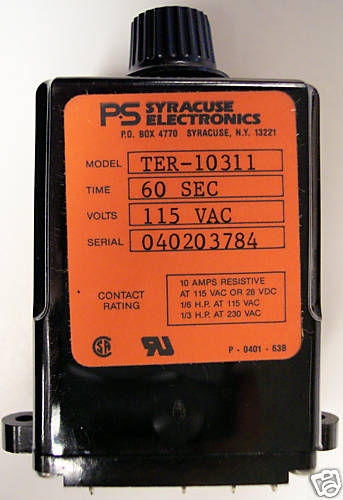 PS SYRACUSE
ELECTRONICS
P.O. BOX 4770 SYRACUSE, N.Y. 13221
MODEL TER-10311
TIME 60 SEC
VOLTS 115 VAC
SERIAL 040203784
CONTACT
RATING
10 AMPS RESISTIVE
AT 115 VAC OR 28 VDC
1/6 H.P. AT 115 VAC
1/3 H.P. AT 230 VAC
P - 0401 - 63B